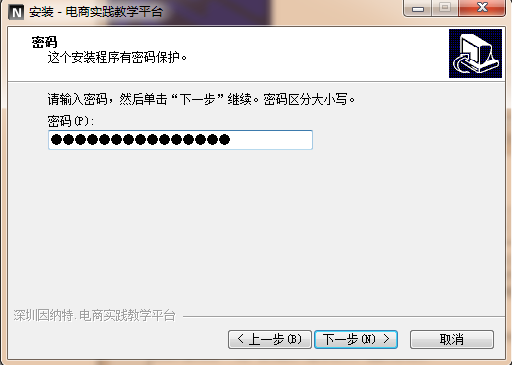 N 安装 - 电商实践教学平台
密码
这个安装程序有密码保护。
请输入密码，然后单击“下一步”继续。密码区分大小写。
密码(P):
●●●●●●●●●●●●●●●
深圳因纳特.电商实践教学平台
< 上一步(B) 下一步(N) > 取消